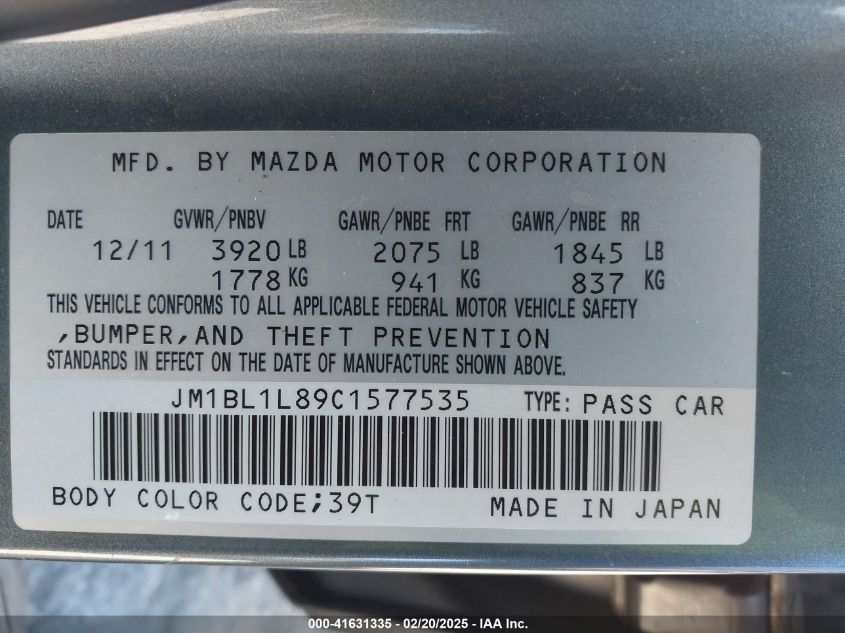 MFD. BY MAZDA MOTOR CORPORATION
DATE GVWR/PNBV GAWR/PNBE FRT GAWR/PNBE RR
12/11 3920 LB 2075 LB 1845 LB
1778 KG 941 KG 837 KG
THIS VEHICLE CONFORMS TO ALL APPLICABLE FEDERAL MOTOR VEHICLE SAFETY
,BUMPER,AND THEFT PREVENTION
STANDARDS IN EFFECT ON THE DATE OF MANUFACTURE SHOWN ABOVE.
JM1BL1L89C1577535 TYPE: PASS CAR
BODY COLOR CODE;39T MADE IN JAPAN
000-41631335 - 02/20/2025 - IAA Inc.